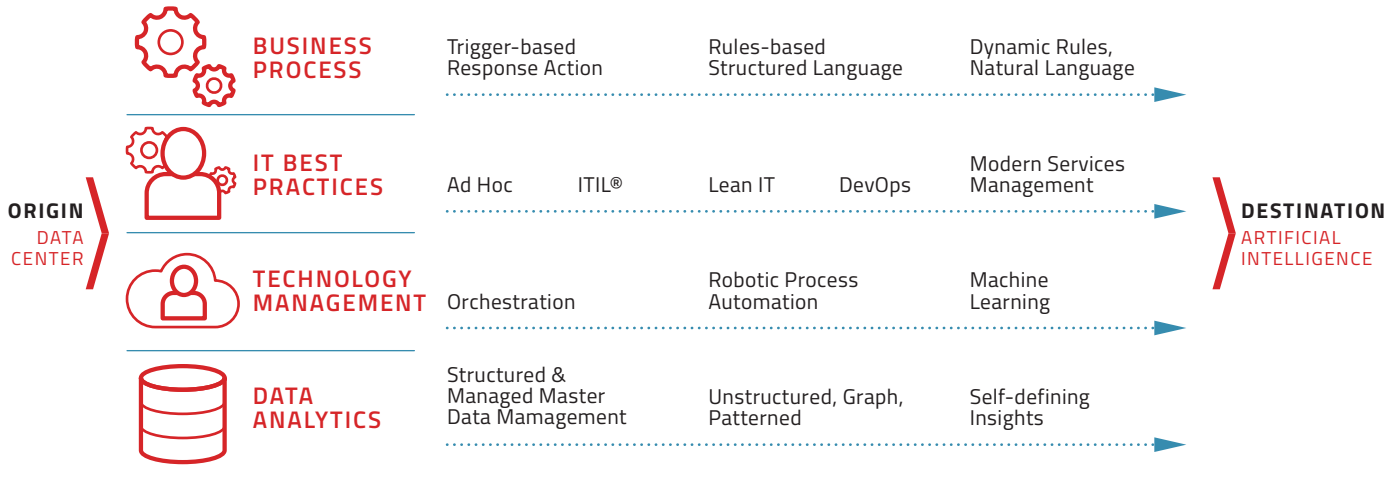 ORIGIN
DATA
CENTER
BUSINESS
PROCESS
Trigger-based
Response Action
Rules-based
Structured Language
Dynamic Rules,
Natural Language
IT BEST
PRACTICES
Ad Hoc
ITIL®
Lean IT
DevOps
Modern Services
Management
TECHNOLOGY
MANAGEMENT
Orchestration
Robotic Process
Automation
Machine
Learning
DATA
ANALYTICS
Structured &
Managed Master
Data Mamagement
Unstructured, Graph,
Patterned
Self-defining
Insights
DESTINATION
ARTIFICIAL
INTELLIGENCE